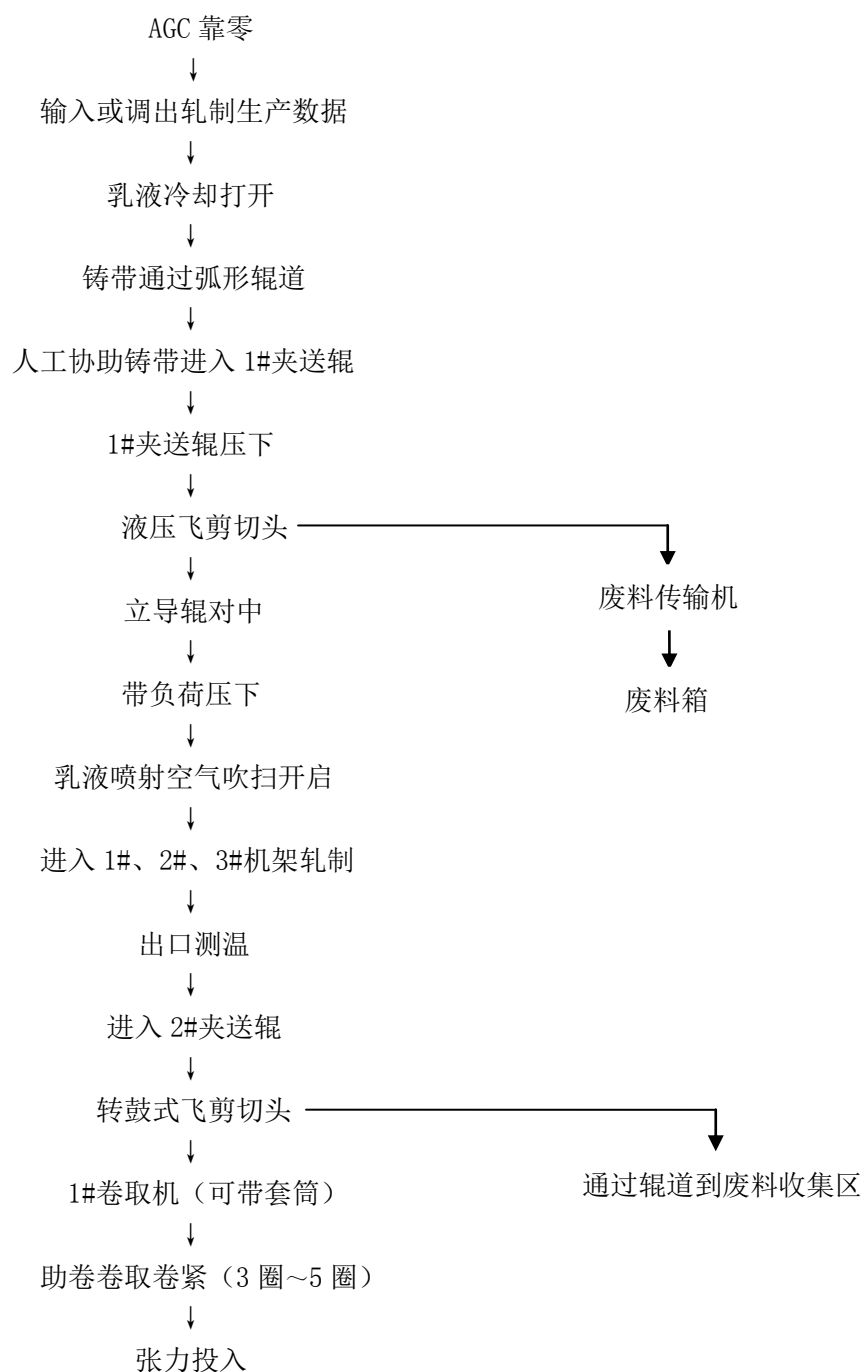 AGC 靠零
↓
输入或调出轧制生产数据
↓
乳液冷却打开
↓
铸带通过弧形辊道
↓
人工协助铸带进入 1#夹送辊
↓
1#夹送辊压下
↓
液压飞剪切头
↓
废料传输机
立导辊对中
↓
带负荷压下
废料箱
↓
乳液喷射空气吹扫开启
↓
进入 1#、2#、3#机架轧制
↓
出口测温
↓
进入 2#夹送辊
↓
转鼓式飞剪切头
↓
1#卷取机（可带套筒）
通过辊道到废料收集区
↓
助卷卷取卷紧（3 圈～5 圈）
↓
张力投入